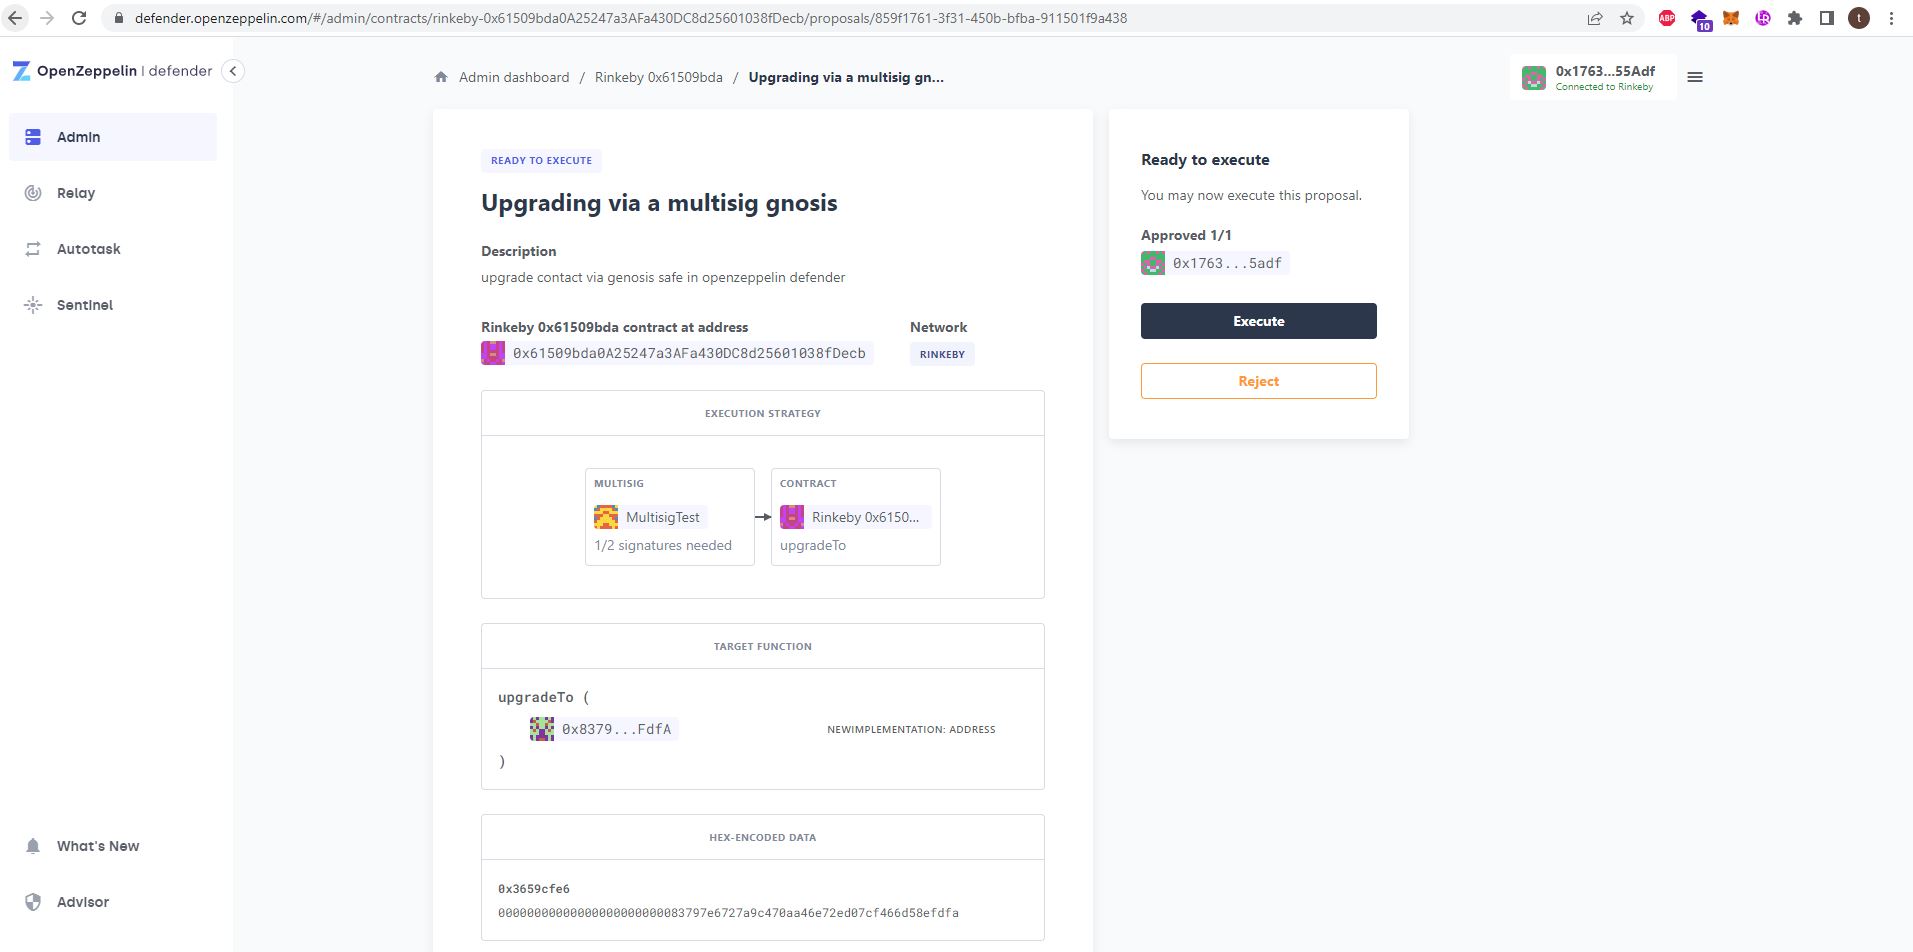 defender.openzeppelin.com/#/admin/contracts/rinkeby-0x61509bda0A25247a3AFa430DC8d25601038fDecb/proposals/859f1761-3f31-450b-bfba-911501f9a438
ABP
10
t
OpenZeppelin | defender
Admin dashboard / Rinkeby 0x61509bda / Upgrading via a multisig gn...
0x1763...55Adf
Connected to Rinkeby
Admin
Relay
Autotask
Sentinel
What's New
Advisor
READY TO EXECUTE
Upgrading via a multisig gnosis
Description
upgrade contact via genosis safe in openzeppelin defender
Rinkeby 0x61509bda contract at address
0x61509bda0A25247a3AFa430DC8d25601038fDecb
Network
RINKEBY
EXECUTION STRATEGY
MULTISIG
MultisigTest
1/2 signatures needed
CONTRACT
Rinkeby 0x6150...
upgradeTo
TARGET FUNCTION
upgradeTo (
0x8379...FdfA
NEWIMPLEMENTATION: ADDRESS
)
HEX-ENCODED DATA
0x3659cfe6
00000000000000000000000083797e6727a9c470aa46e72ed07cf466d58efdfa
Ready to execute
You may now execute this proposal.
Approved 1/1
0x1763...5adf
Execute
Reject